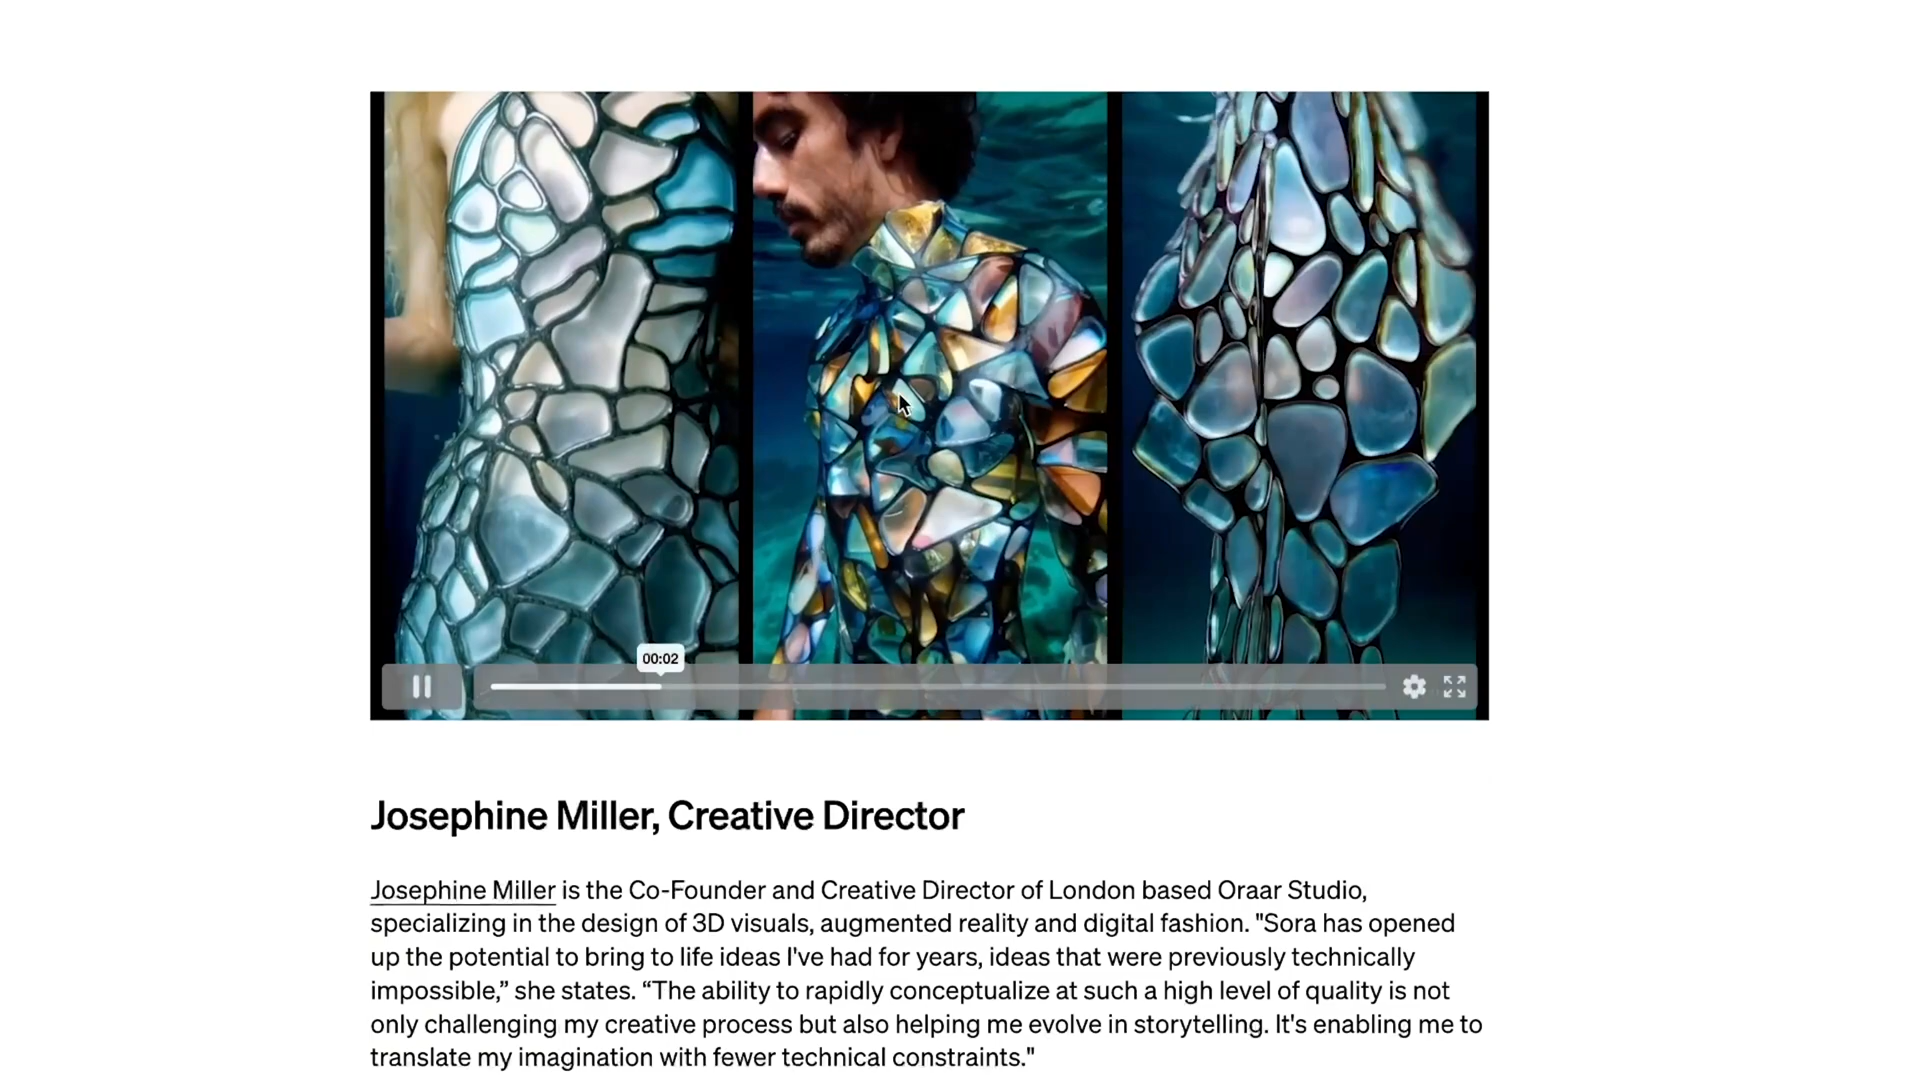 00:02
Josephine Miller, Creative Director
Josephine Miller is the Co-Founder and Creative Director of London based Oraar Studio,
specializing in the design of 3D visuals, augmented reality and digital fashion. "Sora has opened
up the potential to bring to life ideas I've had for years, ideas that were previously technically
impossible,” she states. “The ability to rapidly conceptualize at such a high level of quality is not
only challenging my creative process but also helping me evolve in storytelling. It's enabling me to
translate my imagination with fewer technical constraints."